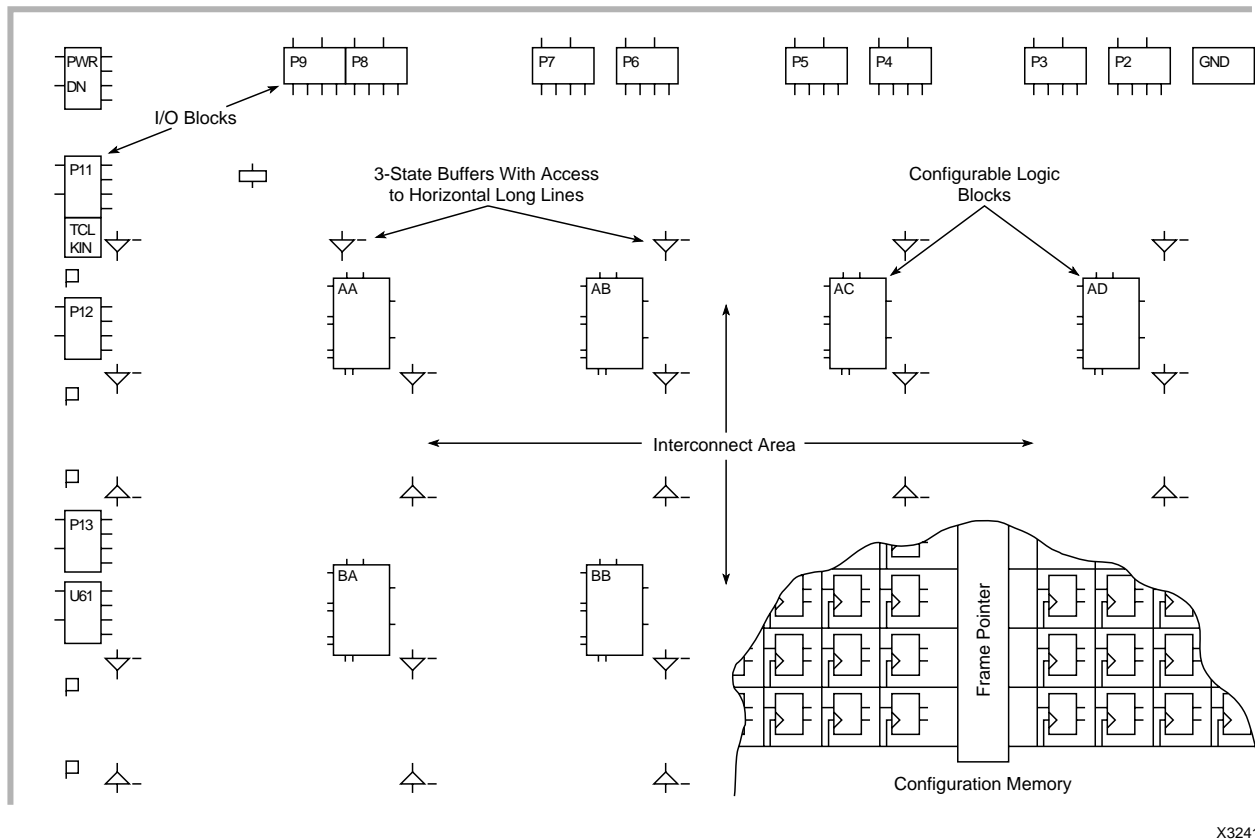 PWR
DN
P9
P8
P7
P6
P5
P4
P3
P2
GND
I/O Blocks
P11
3-State Buffers With Access
to Horizontal Long Lines
Configurable Logic
Blocks
TCL
KIN
AA
AB
AC
AD
P12
Interconnect Area
P13
BA
BB
U61
Frame Pointer
Configuration Memory
X3241